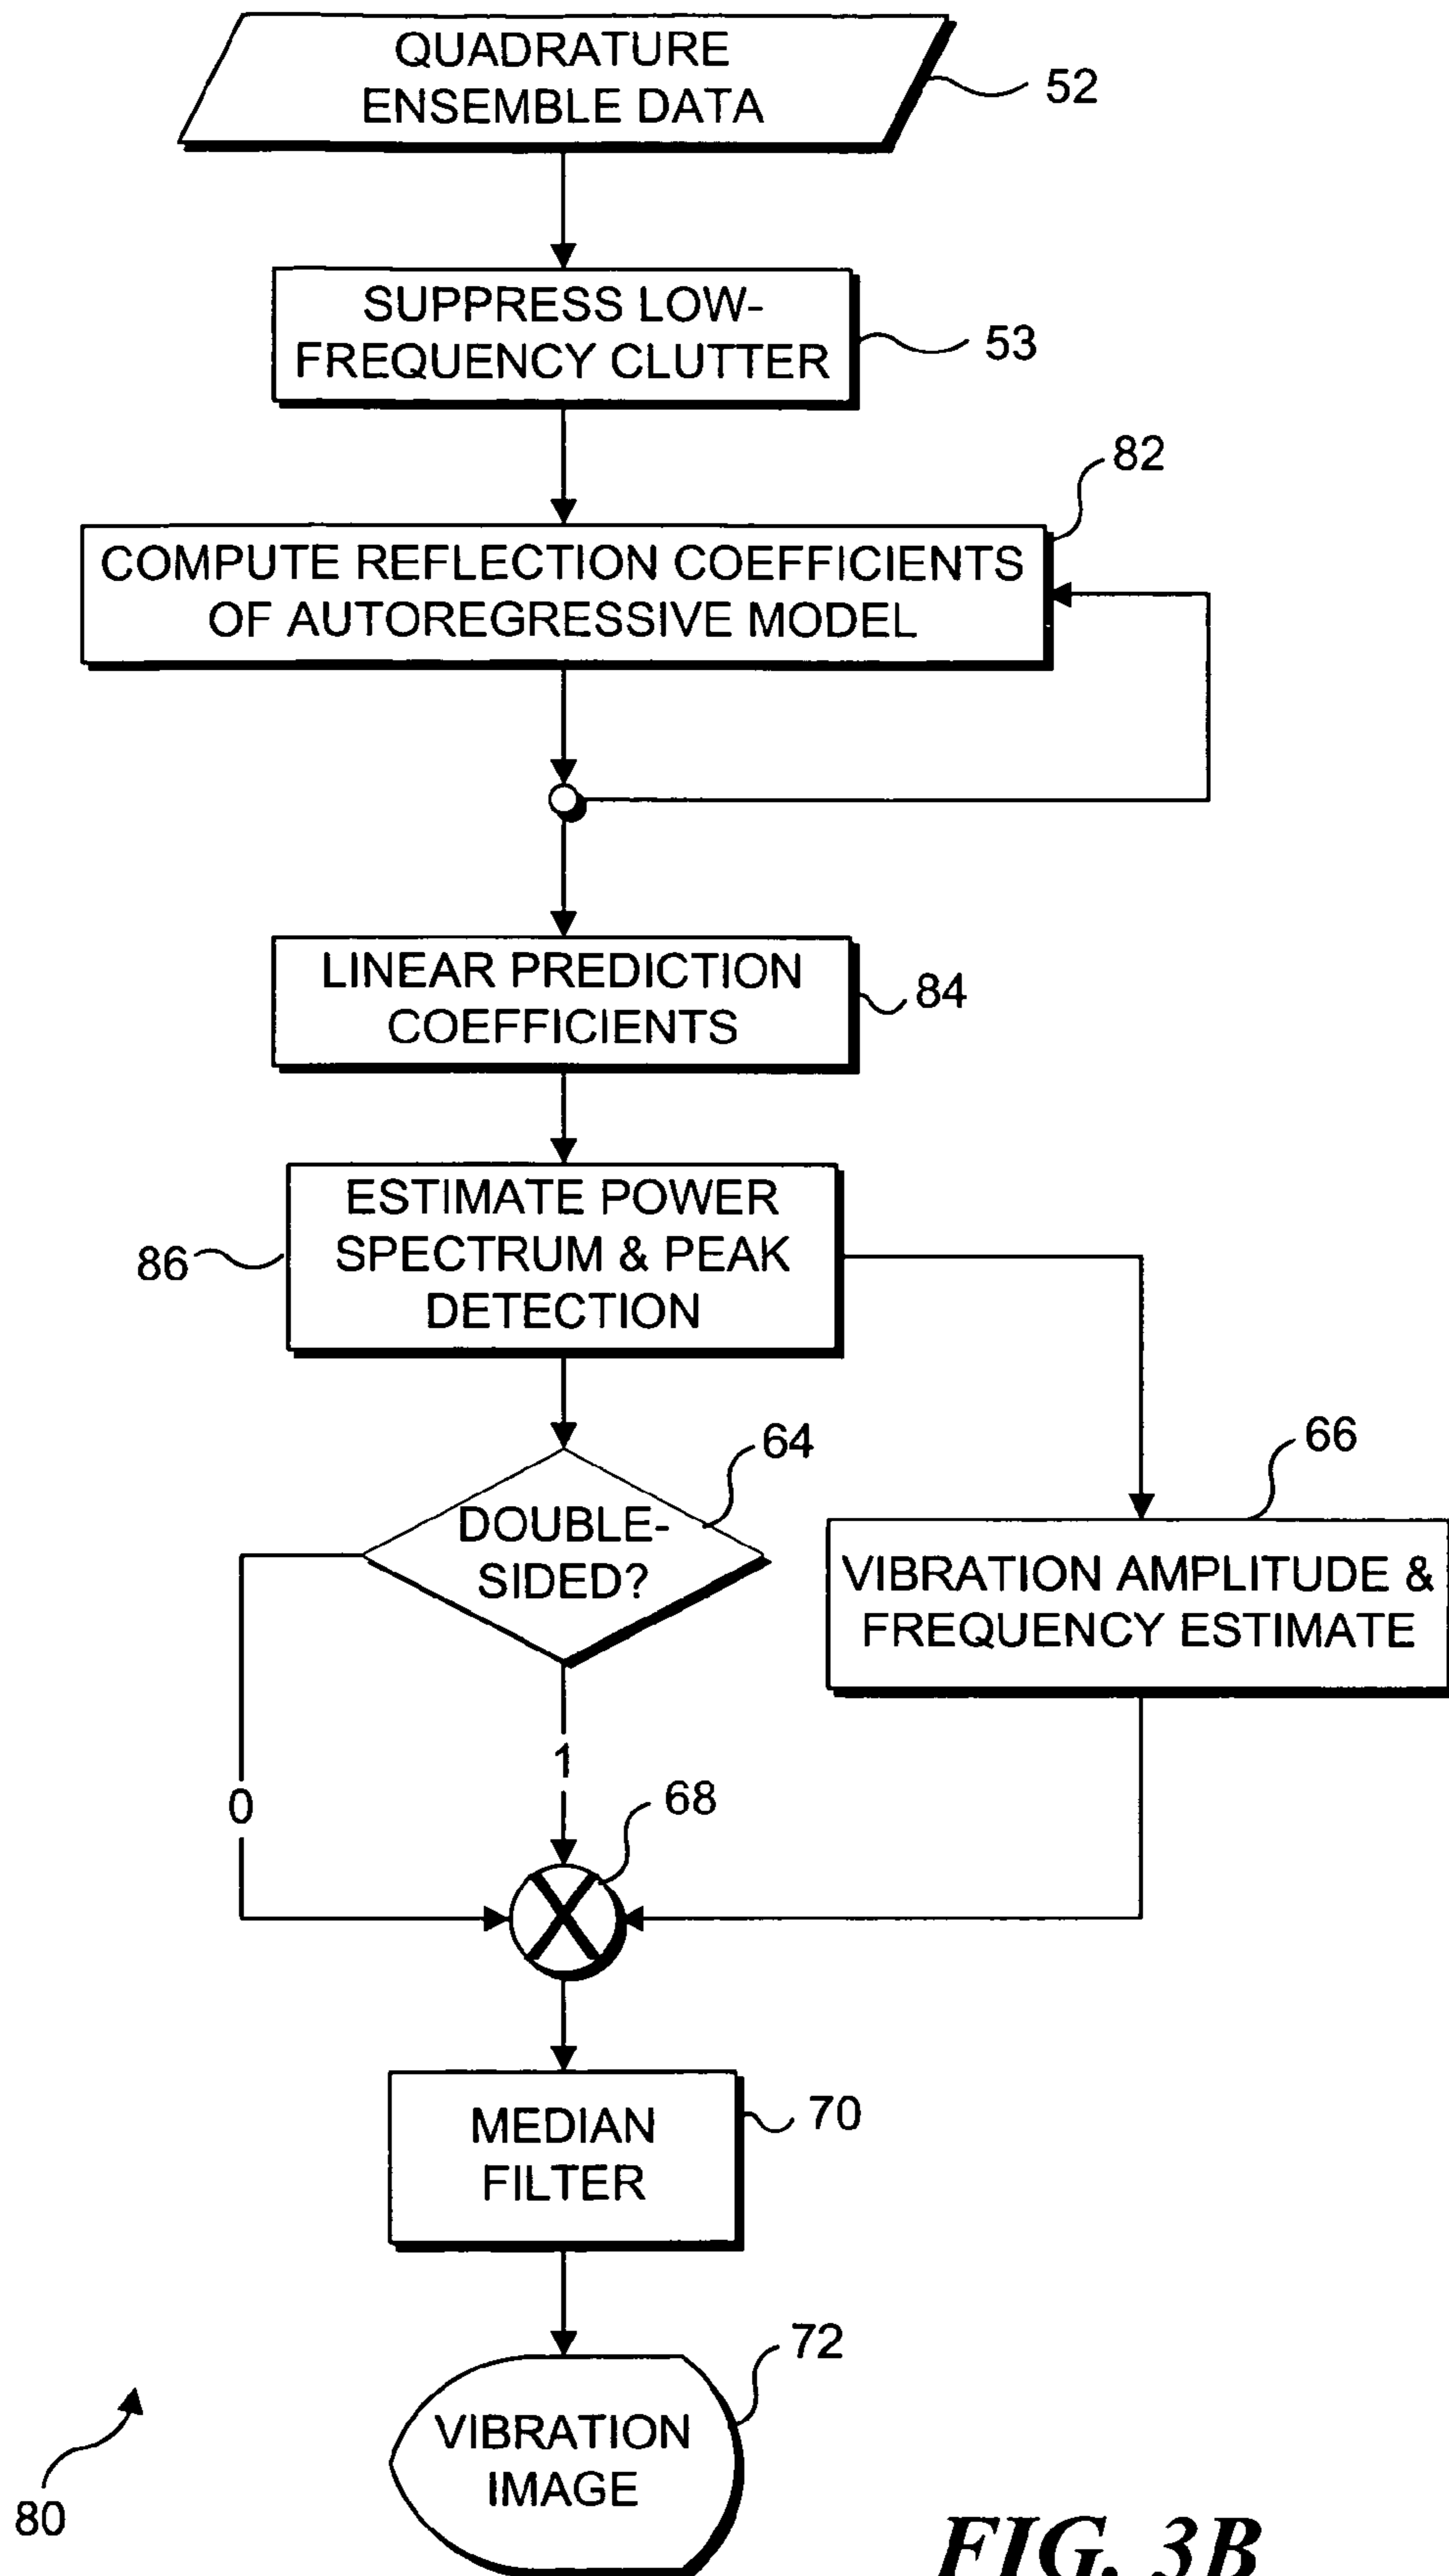 QUADRATURE
ENSEMBLE DATA
52
SUPPRESS LOW-
FREQUENCY CLUTTER
53
82
COMPUTE REFLECTION COEFFICIENTS
OF AUTOREGRESSIVE MODEL
LINEAR PREDICTION
COEFFICIENTS
84
ESTIMATE POWER
SPECTRUM & PEAK
DETECTION
86
64
DOUBLE-
SIDED?
66
VIBRATION AMPLITUDE &
FREQUENCY ESTIMATE
1
0
68
MEDIAN
FILTER
70
72
VIBRATION
IMAGE
80
FIG. 3B